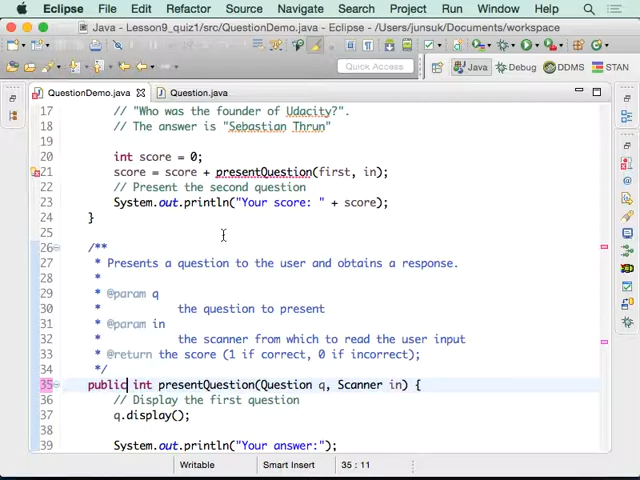 Eclipse File Edit Refactor Source Navigate Search Project Run Window Help
Java - Lesson9_quiz1/src/QuestionDemo.java - Eclipse - /Users/junsuk/Documents/workspace
Quick Access Java Debug DDMS STAN
QuestionDemo.java Question.java
17 // "Who was the founder of Udacity?".
18 // The answer is "Sebastian Thrun"
19
20 int score = 0;
21 score = score + presentQuestion(first, in);
22 // Present the second question
23 System.out.println("Your score: " + score);
24 }
25
26 /**
27 * Presents a question to the user and obtains a response.
28 *
29 * @param q
30 * the question to present
31 * @param in
32 * the scanner from which to read the user input
33 * @return the score (1 if correct, 0 if incorrect);
34 */
35 public int presentQuestion(Question q, Scanner in) {
36 // Display the first question
37 q.display();
38
39 System.out.println("Your answer:");
Writable Smart Insert 35 : 11